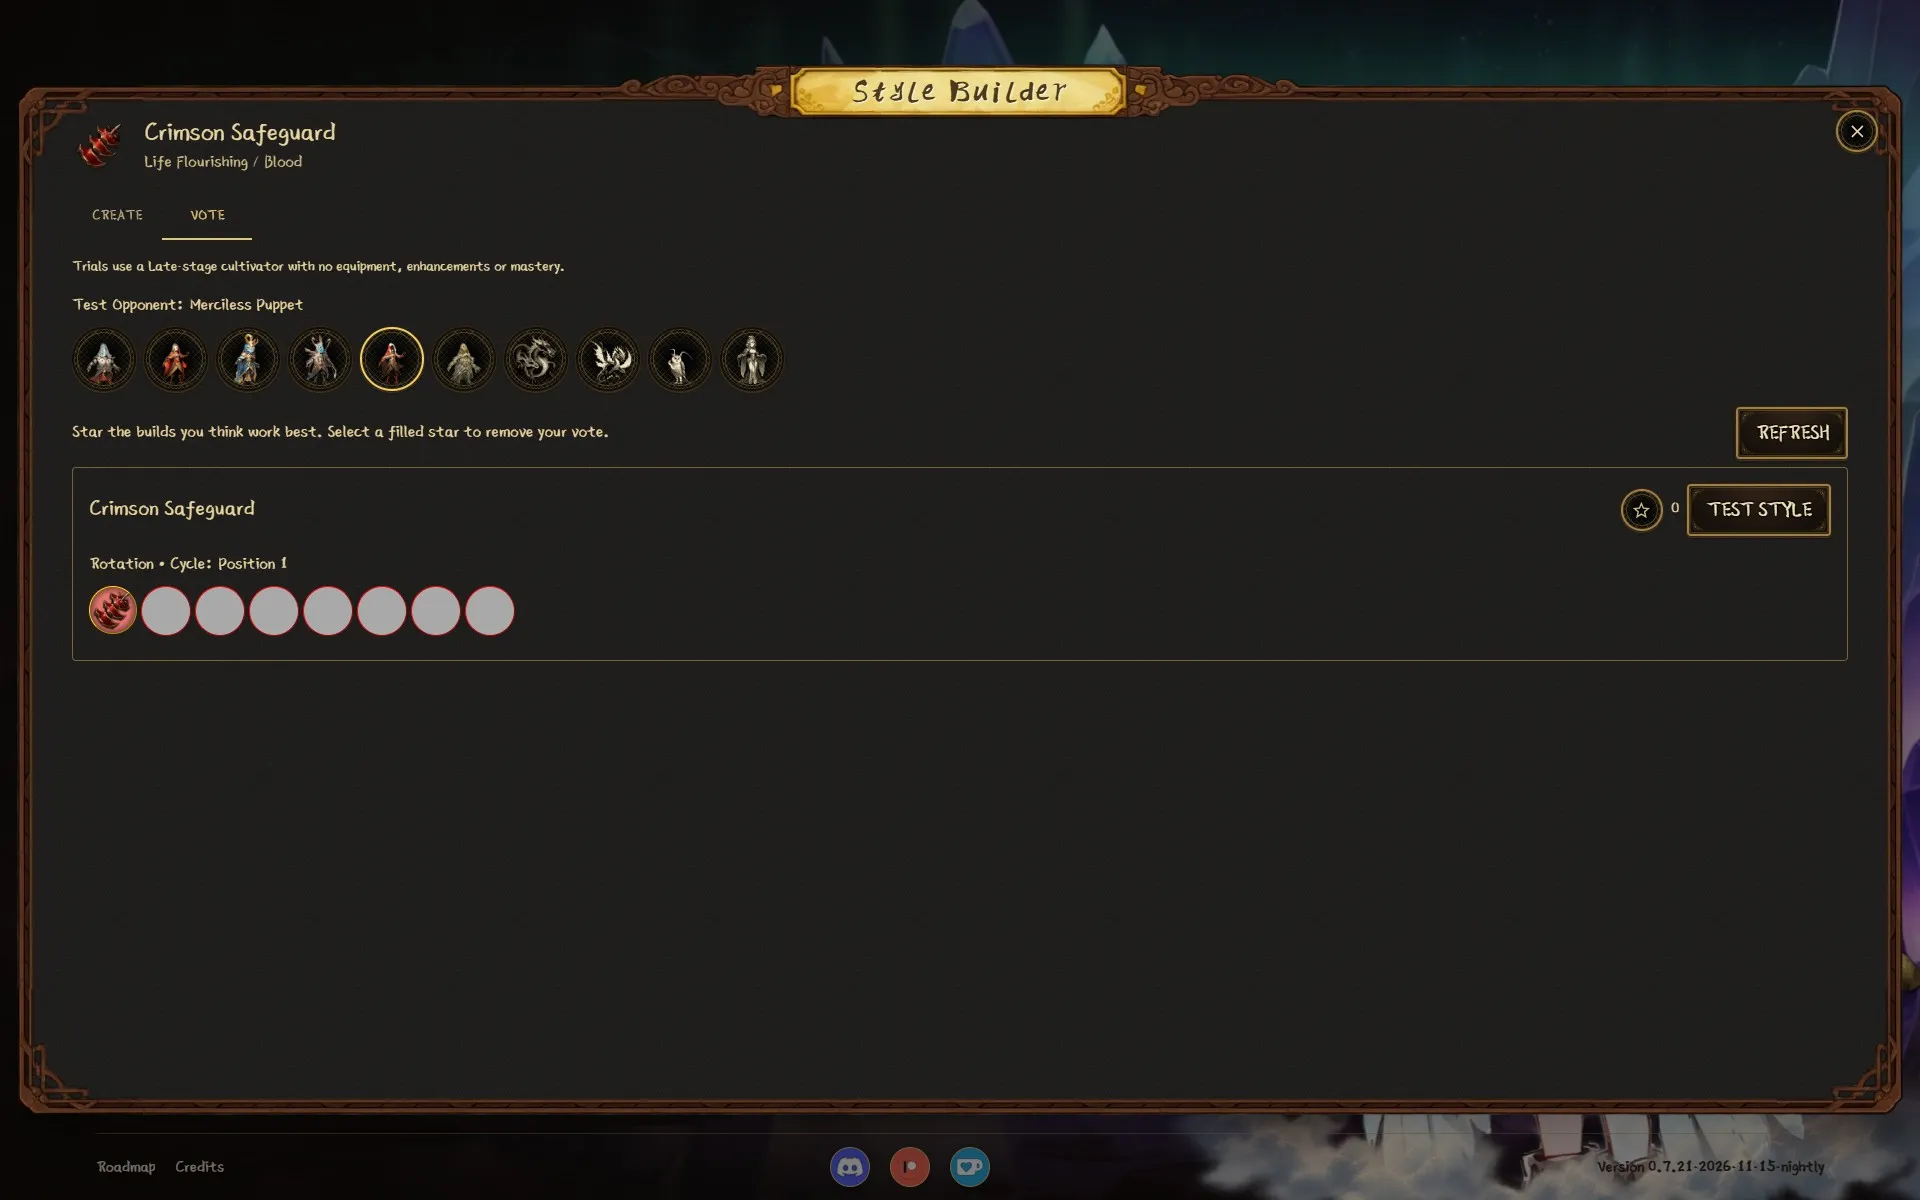 Style Builder
Crimson Safeguard
Life Flourishing / Blood
CREATE
VOTE
Trials use a Late-stage cultivator with no equipment, enhancements or mastery.
Test Opponent: Merciless Puppet
Star the builds you think work best. Select a filled star to remove your vote.
REFRESH
Crimson Safeguard
0
TEST STYLE
Rotation • Cycle: Position 1
Roadmap
Credits
Version 0.7.21-2026-11-15-nightly